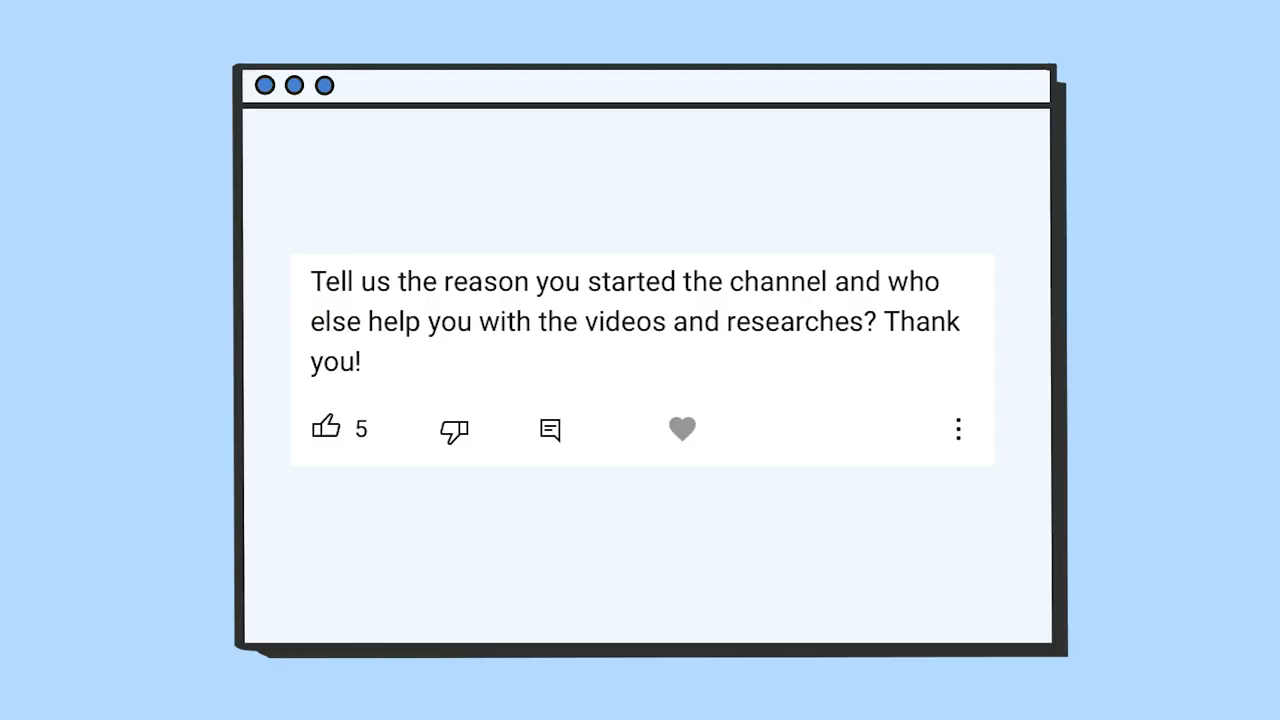 Tell us the reason you started the channel and who
else help you with the videos and researches? Thank
you!
5